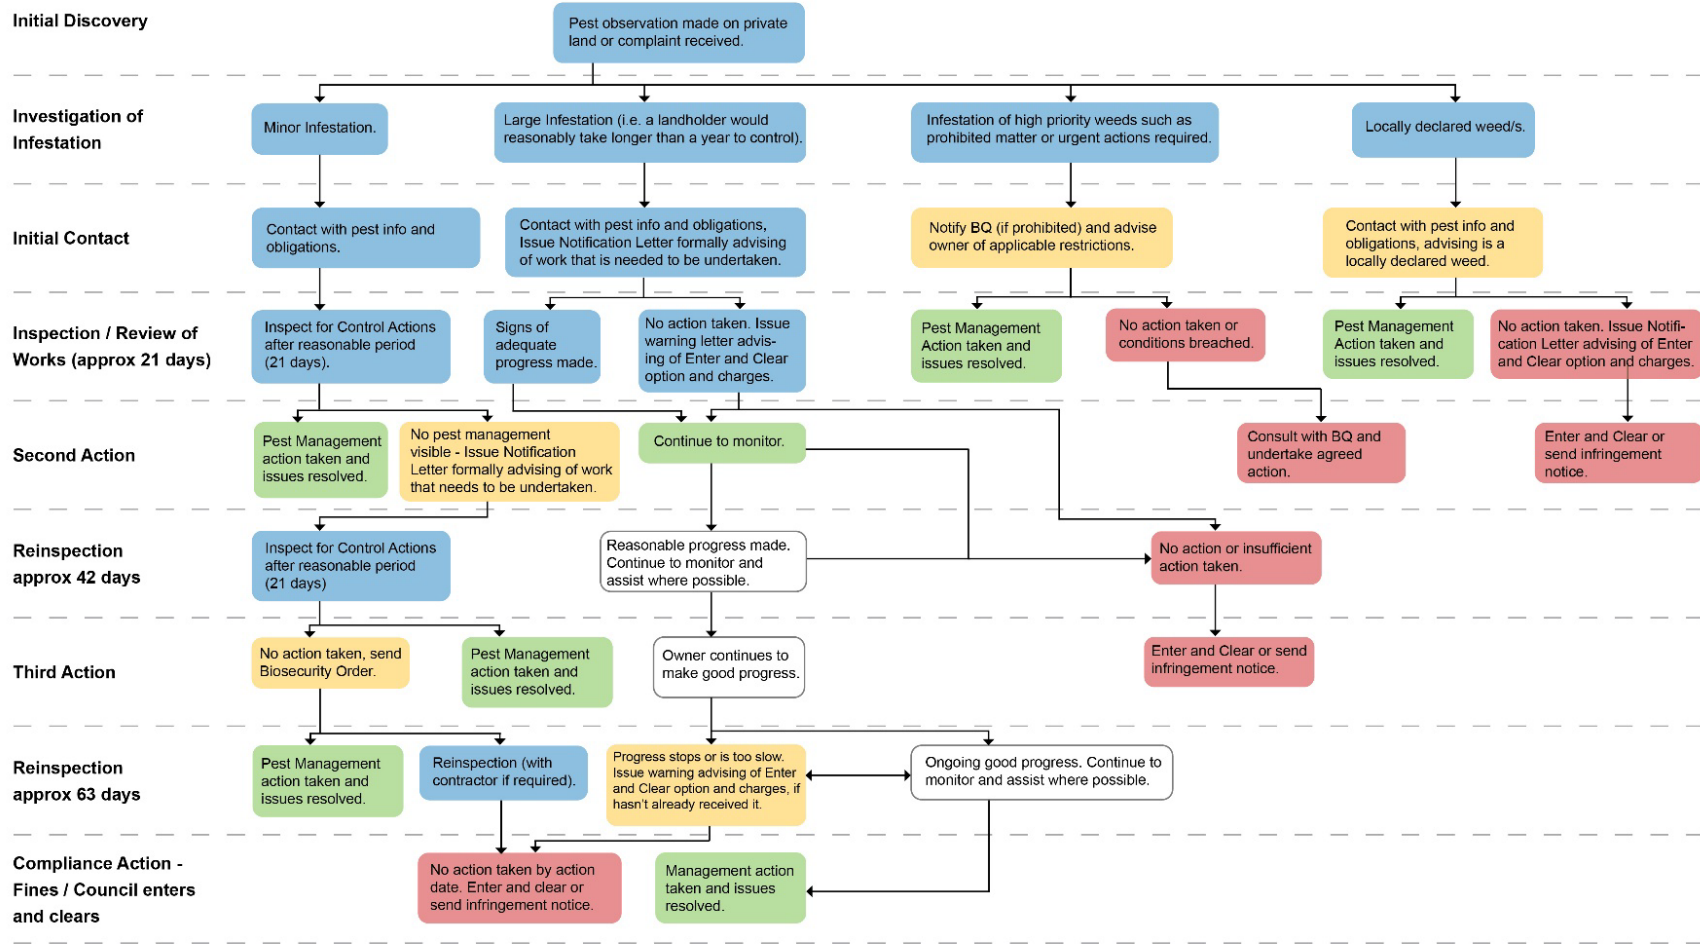 Initial Discovery
Pest observation made on private
land or complaint received.
Investigation of
Infestation
Minor Infestation.
Large Infestation (i.e. a landholder would
reasonably take longer than a year to control).
Infestation of high priority weeds such as
prohibited matter or urgent actions required.
Locally declared weed/s.
Initial Contact
Contact with pest info and
obligations.
Contact with pest info and obligations,
Issue Notification Letter formally advising
of work that is needed to be undertaken.
Notify BQ (if prohibited) and advise
owner of applicable restrictions.
Contact with pest info and
obligations, advising is a
locally declared weed.
Inspection / Review of
Works (approx 21 days)
Inspect for Control Actions
after reasonable period
(21 days).
Signs of
adequate
progress made.
No action taken. Issue
warning letter advis-
ing of Enter and Clear
option and charges.
Pest Management
Action taken and
issues resolved.
No action taken or
conditions breached.
Pest Management
Action taken and
issues resolved.
No action taken. Issue Notifi-
cation Letter advising of Enter
and Clear option and charges.
Second Action
Pest Management
action taken and
issues resolved.
No pest management
visible - Issue Notification
Letter formally advising of work
that needs to be undertaken.
Continue to monitor.
Consult with BQ and
undertake agreed
action.
Enter and Clear or
send infringement
notice.
Reinspection
approx 42 days
Inspect for Control Actions
after reasonable period
(21 days)
Reasonable progress made.
Continue to monitor and
assist where possible.
No action or insufficient
action taken.
Third Action
No action taken, send
Biosecurity Order.
Pest Management
action taken and
issues resolved.
Owner continues to
make good progress.
Enter and Clear or send
infringement notice.
Reinspection
approx 63 days
Pest Management
action taken and
issues resolved.
Reinspection (with
contractor if required).
Progress stops or is too slow.
Issue warning advising of Enter
and Clear option and charges, if
hasn't already received it.
Ongoing good progress. Continue to
monitor and assist where possible.
Compliance Action -
Fines / Council enters
and clears
No action taken by action
date. Enter and clear or
send infringement notice.
Management action
taken and issues
resolved.